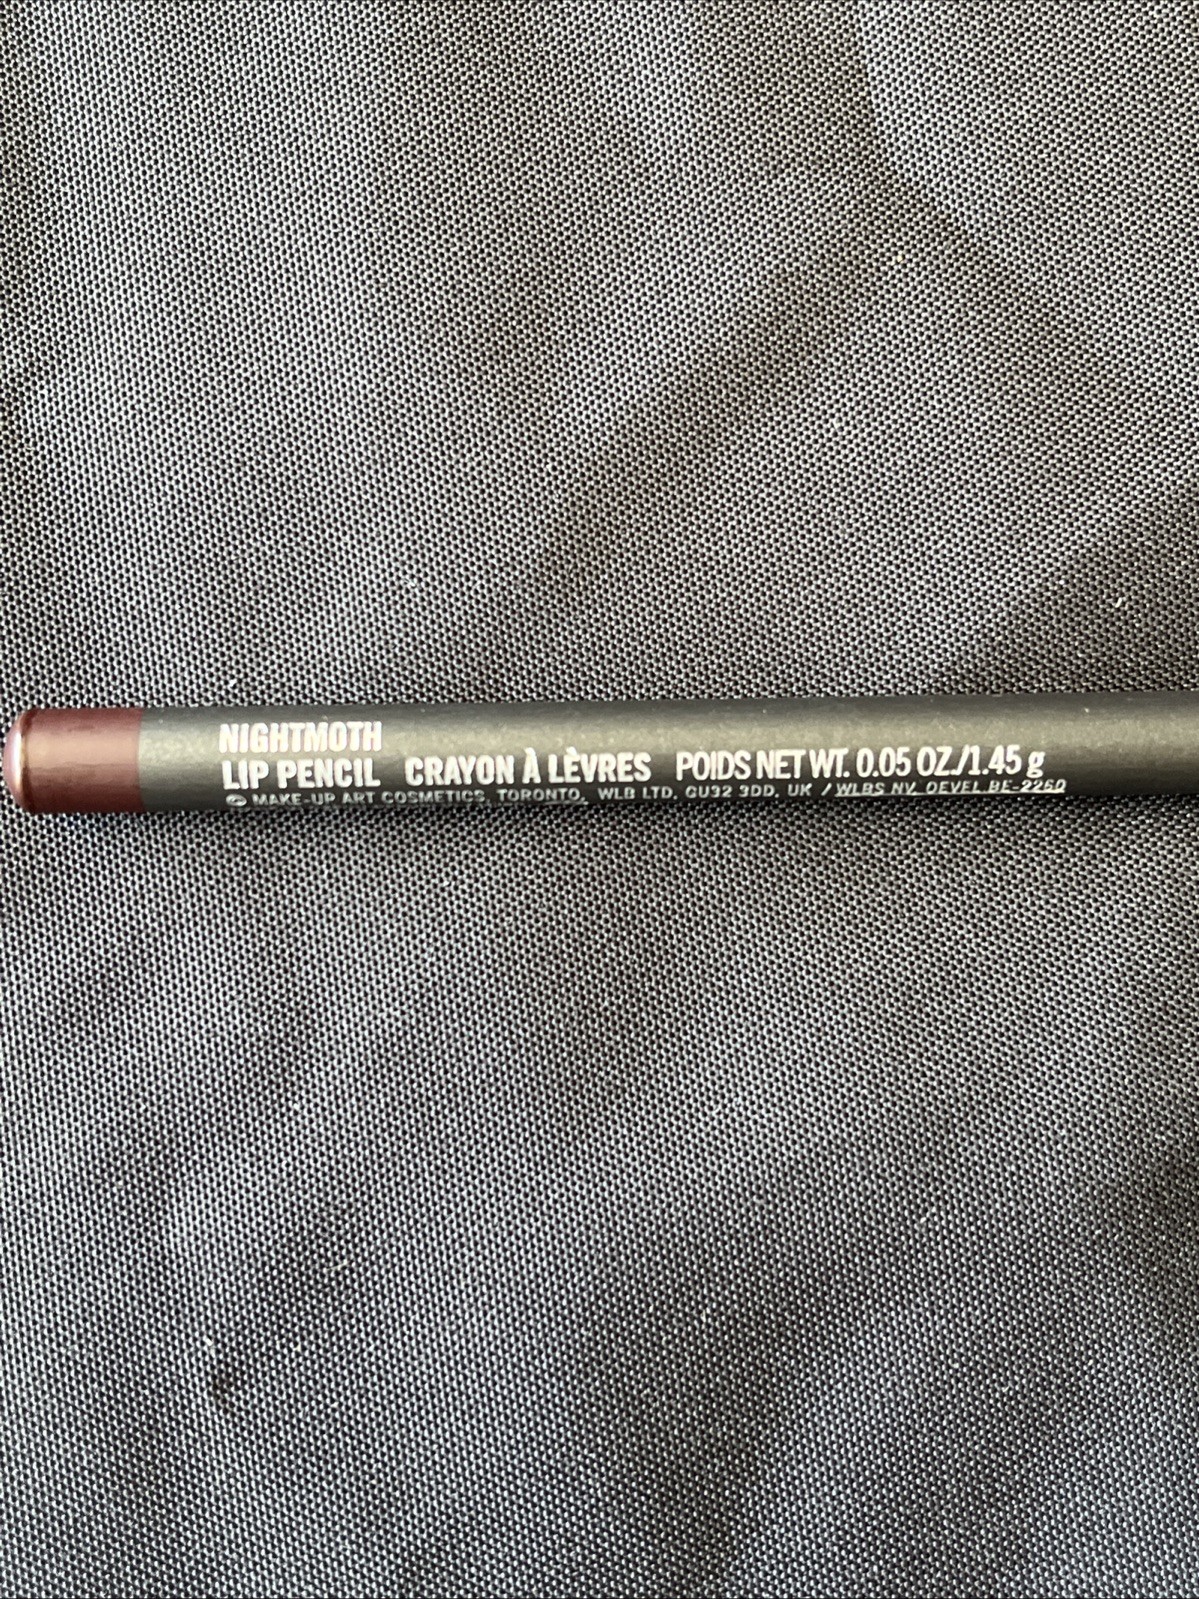 NIGHTMOTH
LIP PENCIL CRAYON À LÈVRES POIDS NET WT. 0.05 OZ./1.45 g
© MAKE-UP ART COSMETICS, TORONTO, WLB LTD, GU32 3DD, UK / WLBS NV, DEVEL BE-2260